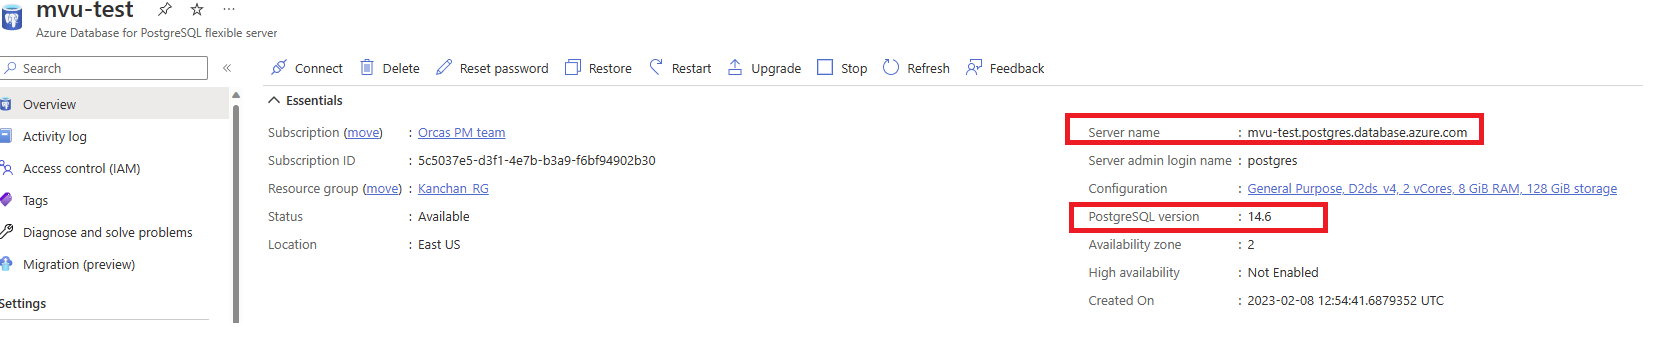 mvu-test ...
Azure Database for PostgreSQL flexible server
Search «
Connect Delete Reset password Restore Restart Upgrade Stop Refresh Feedback
Overview
Activity log
Access control (IAM)
Tags
Diagnose and solve problems
Migration (preview)
Settings
Essentials
Subscription (move) : Orcas PM team
Subscription ID : 5c5037e5-d3f1-4e7b-b3a9-f6bf94902b30
Resource group (move) : Kanchan_RG
Status : Available
Location : East US
Server name : mvu-test.postgres.database.azure.com
Server admin login name : postgres
Configuration : General Purpose, D2ds_v4, 2 vCores, 8 GiB RAM, 128 GiB storage
PostgreSQL version : 14.6
Availability zone : 2
High availability : Not Enabled
Created On : 2023-02-08 12:54:41.6879352 UTC